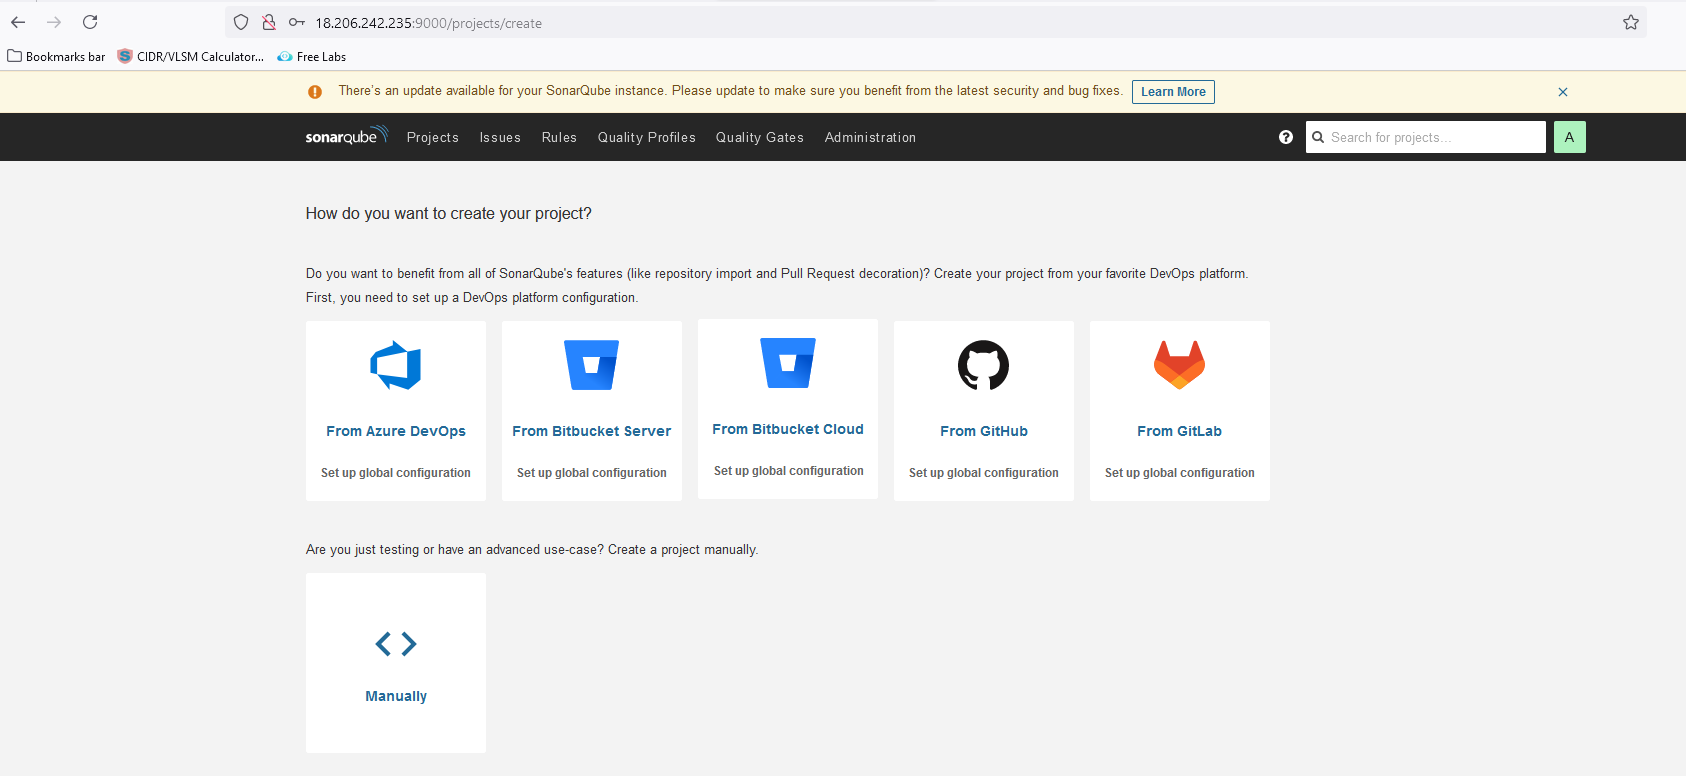 18.206.242.235:9000/projects/create
Bookmarks bar CIDR/VLSM Calculator... Free Labs
There's an update available for your SonarQube instance. Please update to make sure you benefit from the latest security and bug fixes. Learn More
sonarqube Projects Issues Rules Quality Profiles Quality Gates Administration Search for projects... A
How do you want to create your project?
Do you want to benefit from all of SonarQube's features (like repository import and Pull Request decoration)? Create your project from your favorite DevOps platform.
First, you need to set up a DevOps platform configuration.
From Azure DevOps From Bitbucket Server From Bitbucket Cloud From GitHub From GitLab
Set up global configuration Set up global configuration Set up global configuration Set up global configuration Set up global configuration
Are you just testing or have an advanced use-case? Create a project manually.
Manually